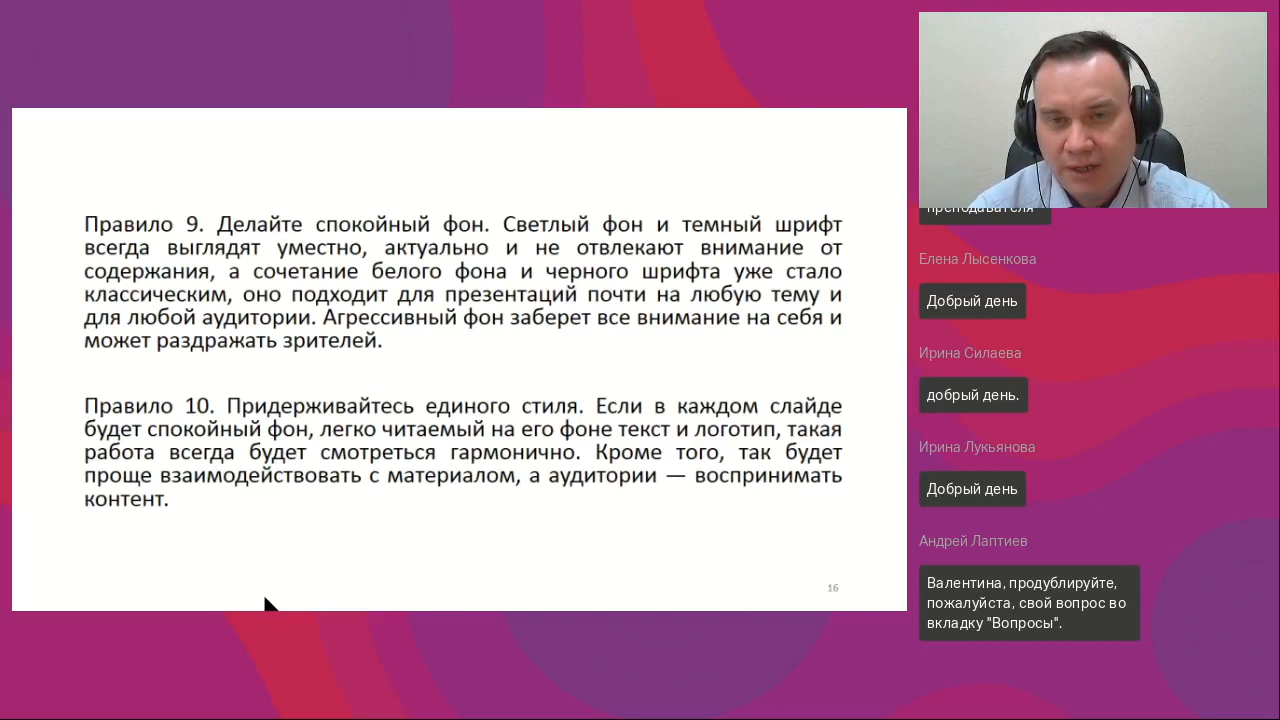 Правило 9. Делайте спокойный фон. Светлый фон и темный шрифт
всегда выглядят уместно, актуально и не отвлекают внимание от
содержания, а сочетание белого фона и черного шрифта уже стало
классическим, оно подходит для презентаций почти на любую тему и
для любой аудитории. Агрессивный фон заберет все внимание на себя и
может раздражать зрителей.
Правило 10. Придерживайтесь единого стиля. Если в каждом слайде
будет спокойный фон, легко читаемый на его фоне текст и логотип, такая
работа всегда будет смотреться гармонично. Кроме того, так будет
проще взаимодействовать с материалом, а аудитории — воспринимать
контент.
16
преподавателя
Елена Лысенкова
Добрый день
Ирина Силаева
добрый день.
Ирина Лукьянова
Добрый день
Андрей Лаптиев
Валентина, продублируйте,
пожалуйста, свой вопрос во
вкладку "Вопросы".